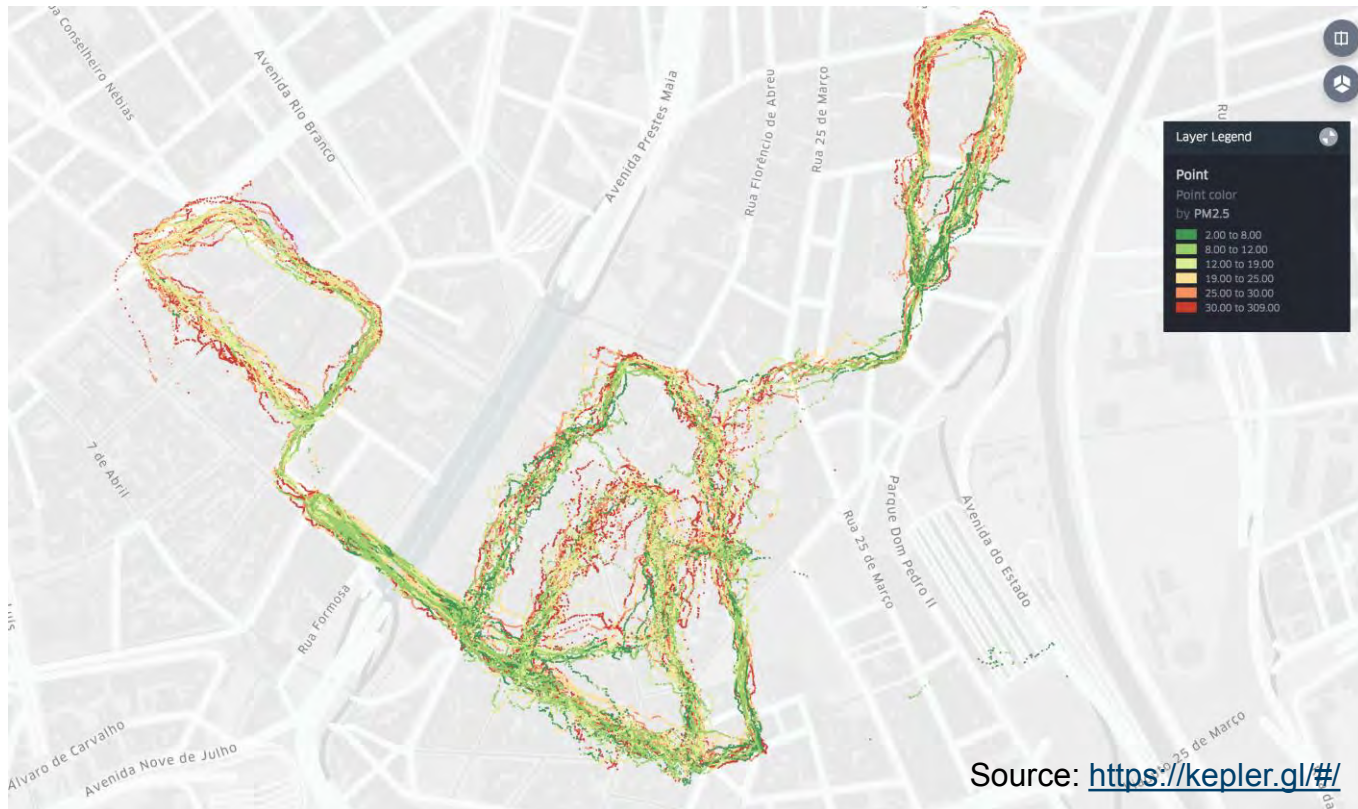 Conselheiro Nébias
Avenida Rio Branco
Avenida Prestes Maia
Rua Florêncio de Abreu
Rua 25 de Março
Layer Legend
Point
Point color
by PM2.5
2.00 to 8.00
8.00 to 12.00
12.00 to 19.00
19.00 to 25.00
25.00 to 30.00
30.00 to 309.00
7 de Abril
Rua Formosa
Rua 25 de Março
Parque Dom Pedro II
Avenida do Estado
Álvaro de Carvalho
Avenida Nove de Julho
25 de Março
Source: https://kepler.gl/#/